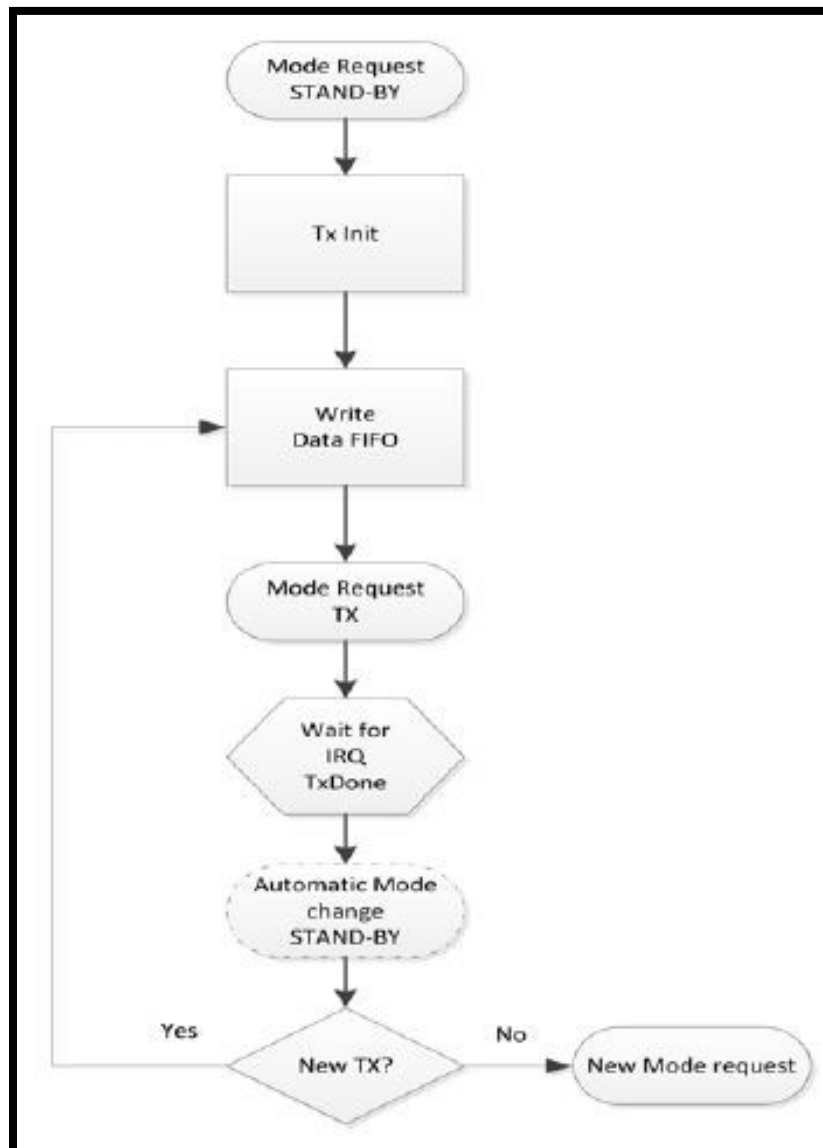 Mode Request
STAND-BY
Tx Init
Write
Data FIFO
Mode Request
TX
Wait for
IRQ
TxDone
Automatic Mode
change
STAND-BY
Yes
New TX?
No
New Mode request